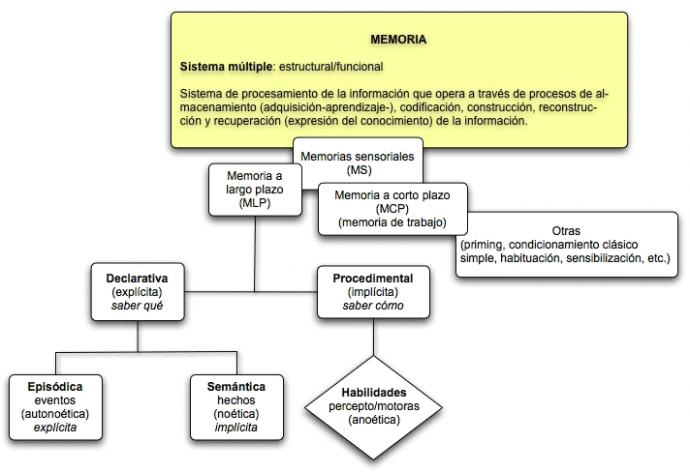 MEMORIA
Sistema múltiple: estructural/funcional
Sistema de procesamiento de la información que opera a través de procesos de al-
macenamiento (adquisición-aprendizaje-), codificación, construcción, reconstruc-
ción y recuperación (expresión del conocimiento) de la información.
Memorias sensoriales
(MS)
Memoria a
largo plazo
(MLP)
Memoria a corto plazo
(MCP)
(memoria de trabajo)
Otras
(priming, condicionamiento clásico
simple, habituación, sensibilización, etc.)
Declarativa
(explícita)
saber qué
Procedimental
(implícita)
saber cómo
Episódica
eventos
(autonoética)
explícita
Semántica
hechos
(noética)
implícita
Habilidades
percepto/motoras
(anoética)